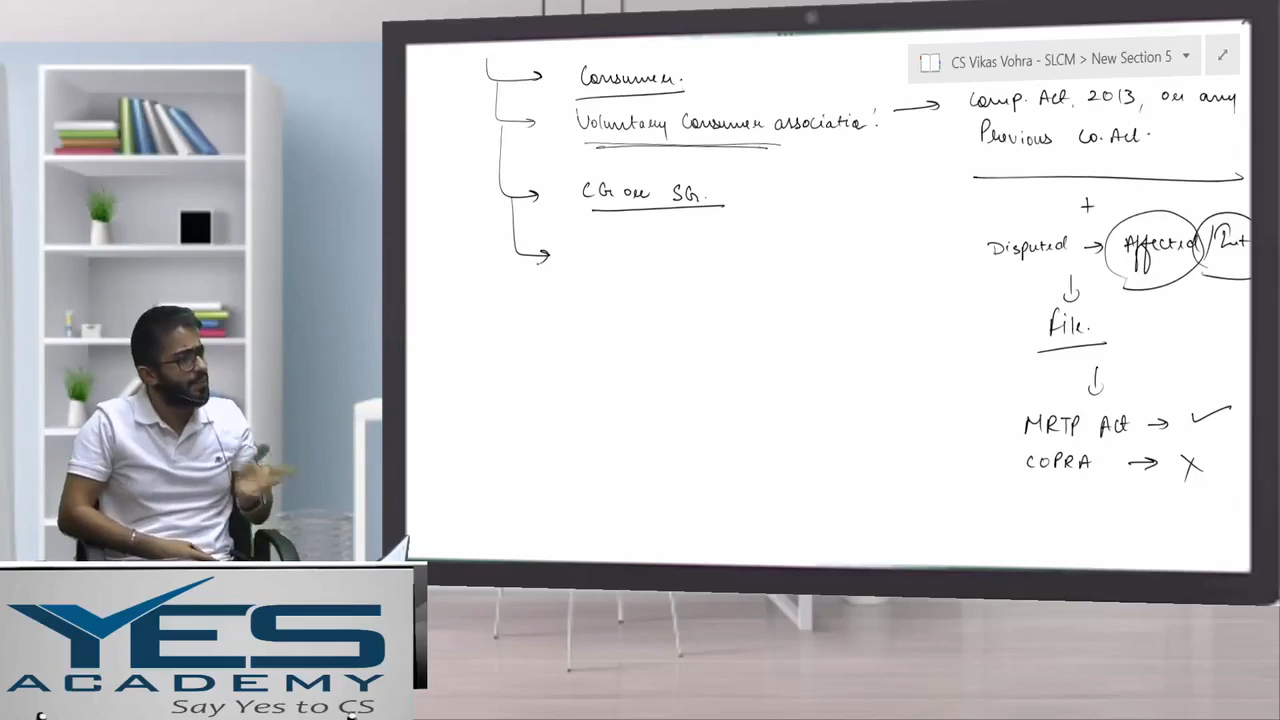 CS Vikas Vohra - SLCM > New Section 5
Consumer.
Voluntary Consumer associatio: → Comp. Act, 2013, or any
Previous Co. Act.
CG or SG.
+
Disputed → Affected /
↓
File.
↓
MRTP Act → ✓
COPRA → X
YES
ACADEMY
Say Yes to CS